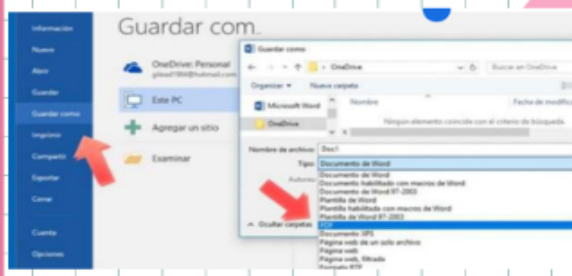 Información
Nuevo
Abrir
Guardar
Guardar como
Imprimir
Compartir
Exportar
Cerrar
Cuenta
Opciones
Guardar com..
OneDrive: Personal
Este PC
Agregar un sitio
Examinar
Guardar como
OneDrive
Buscar en OneDrive
Organizar
Nueva carpeta
Microsoft Word
OneDrive
Nombre
Fecha de modific
Ningún elemento coincide con el criterio de búsqueda.
Nombre de archivo: Doc1
Tipo: Documento de Word
Autores:
Documento de Word
Documento habilitado con macros de Word
Documento de Word 97-2003
Plantilla de Word
Plantilla habilitada con macros de Word
Plantilla de Word 97-2003
PDF
Documento XPS
Página web de un solo archivo
Página web
Página web, filtrada
Formato RTF
Ocultar carpetas